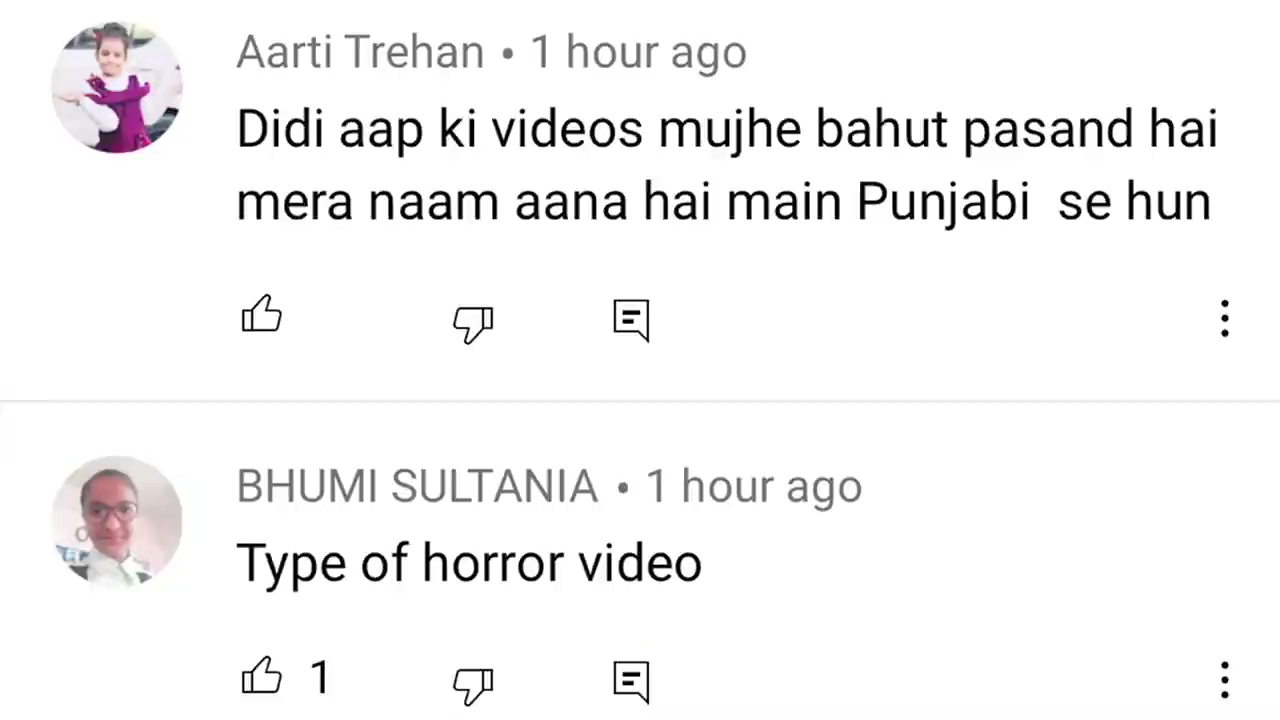 Aarti Trehan • 1 hour ago
Didi aap ki videos mujhe bahut pasand hai
mera naam aana hai main Punjabi  se hun
BHUMI SULTANIA • 1 hour ago
Type of horror video
1